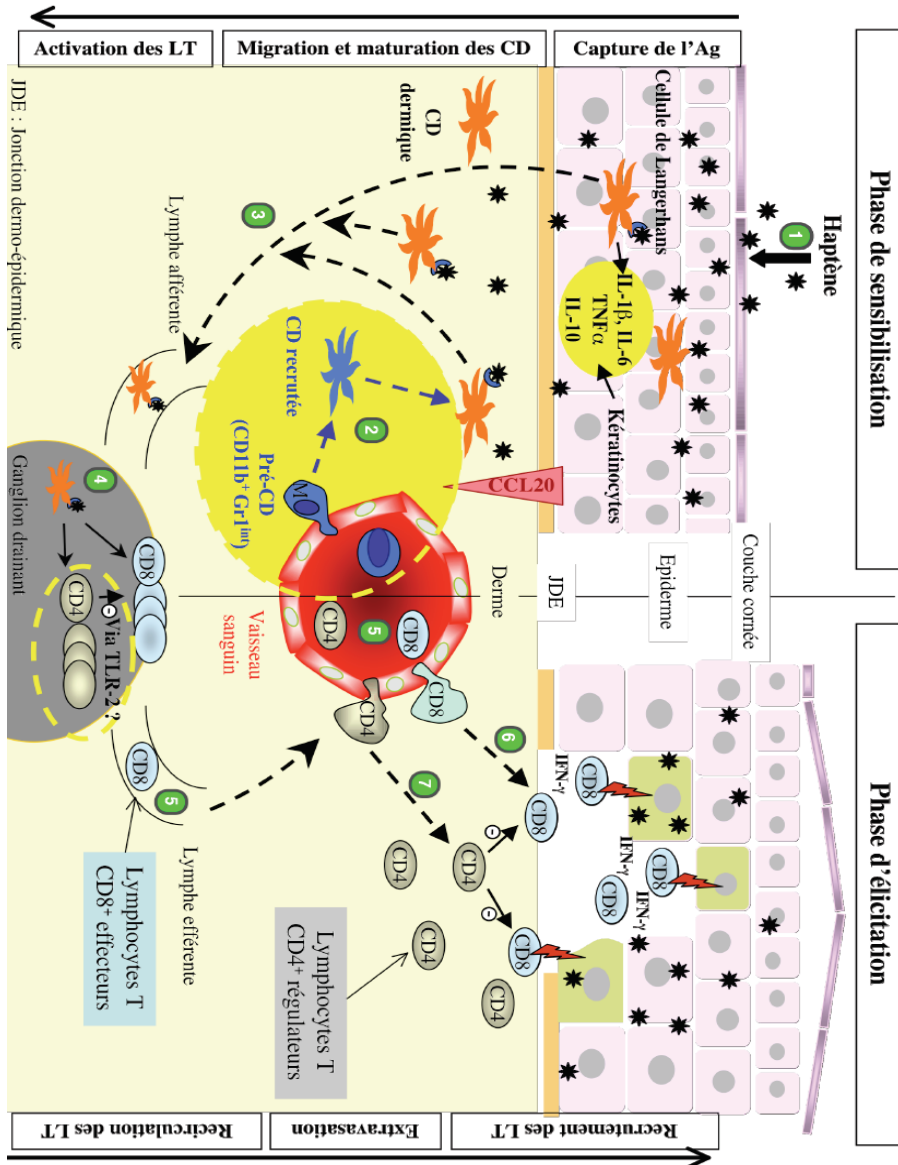 Phase de sensibilisation
Phase d'élicitation
Capture de l'Ag
Migration et maturation des CD
Activation des LT
Haptène
1
Couche cornée
Epiderme
JDE
Derme
Cellule de Langerhans
IL-1β, IL-6
TNFα
IL-10
Kératinocytes
CCL20
CD
dermique
3
Lymphe afférente
CD recrutée
2
Pré-CD
(CD11b⁺ Gr1ⁱⁿᵗ)
M
Vaisseau
sanguin
CD4
5
CD8
CD4
CD8
4
CD8
CD4
⊖Via TLR-2 ?
Ganglion drainant
JDE : Jonction dermo-épidermique
CD8
5
Lymphe efférente
Lymphocytes T
CD8⁺ effecteurs
6
7
IFN-γ
CD8
CD8
IFN-γ
CD8
IFN-γ
CD8
CD8
⊖
⊖
CD4
CD4
CD4
CD4
Lymphocytes T
CD4⁺ régulateurs
Recrutement des LT
Extravasation
Recirculation des LT